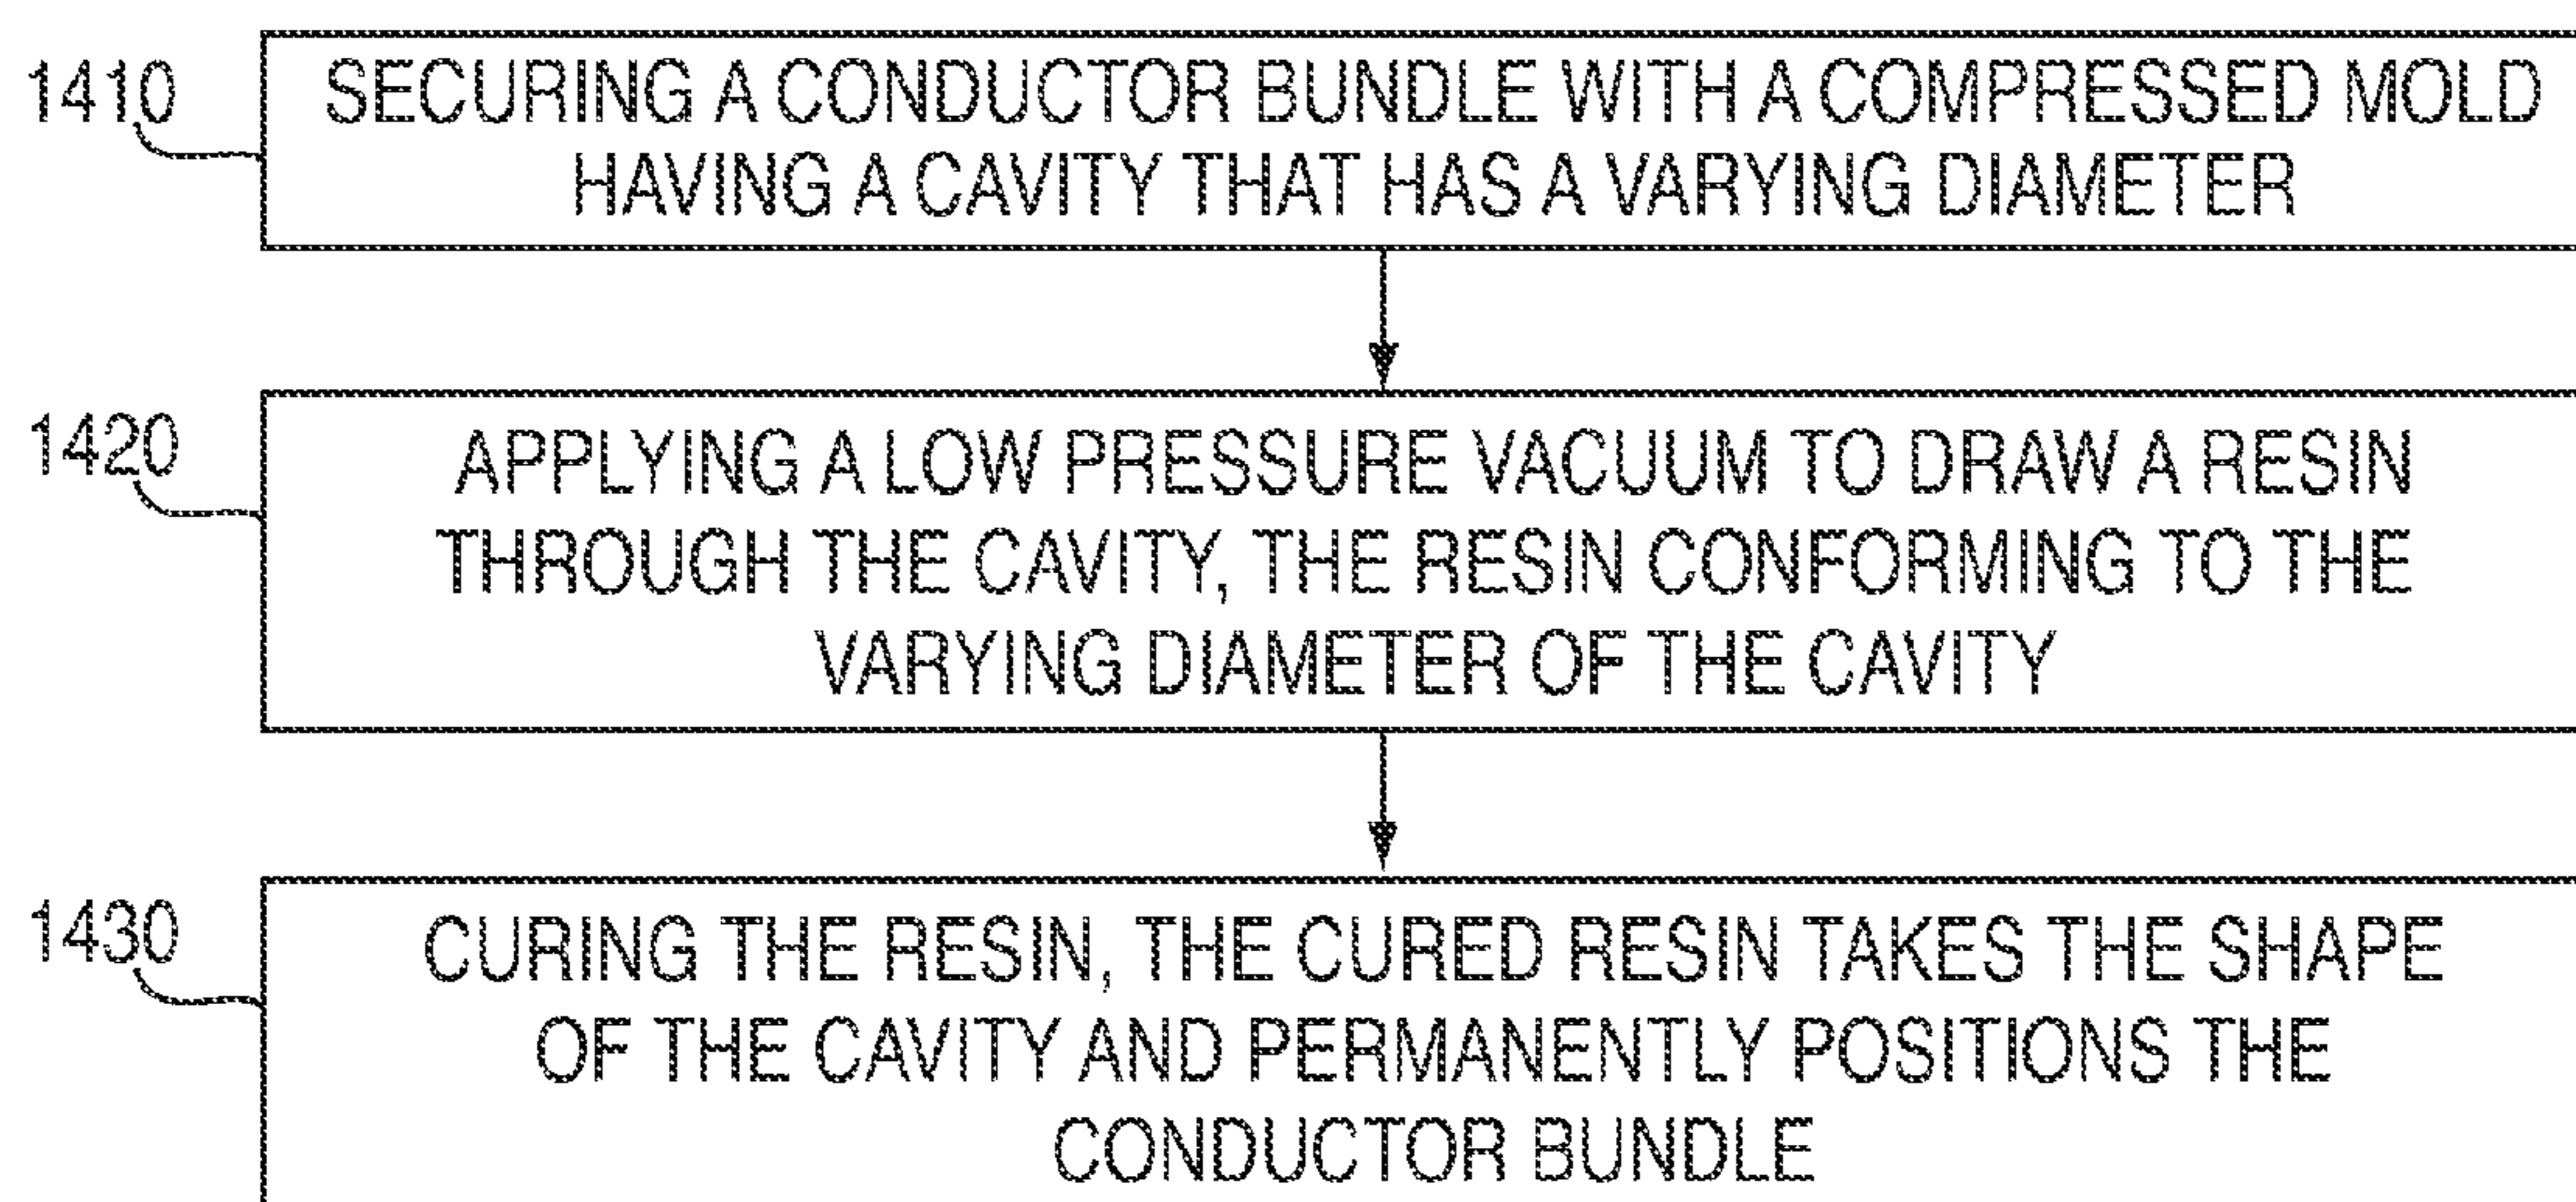 1410
SECURING A CONDUCTOR BUNDLE WITH A COMPRESSED MOLD
HAVING A CAVITY THAT HAS A VARYING DIAMETER
1420
APPLYING A LOW PRESSURE VACUUM TO DRAW A RESIN
THROUGH THE CAVITY, THE RESIN CONFORMING TO THE
VARYING DIAMETER OF THE CAVITY
1430
CURING THE RESIN, THE CURED RESIN TAKES THE SHAPE
OF THE CAVITY AND PERMANENTLY POSITIONS THE
CONDUCTOR BUNDLE